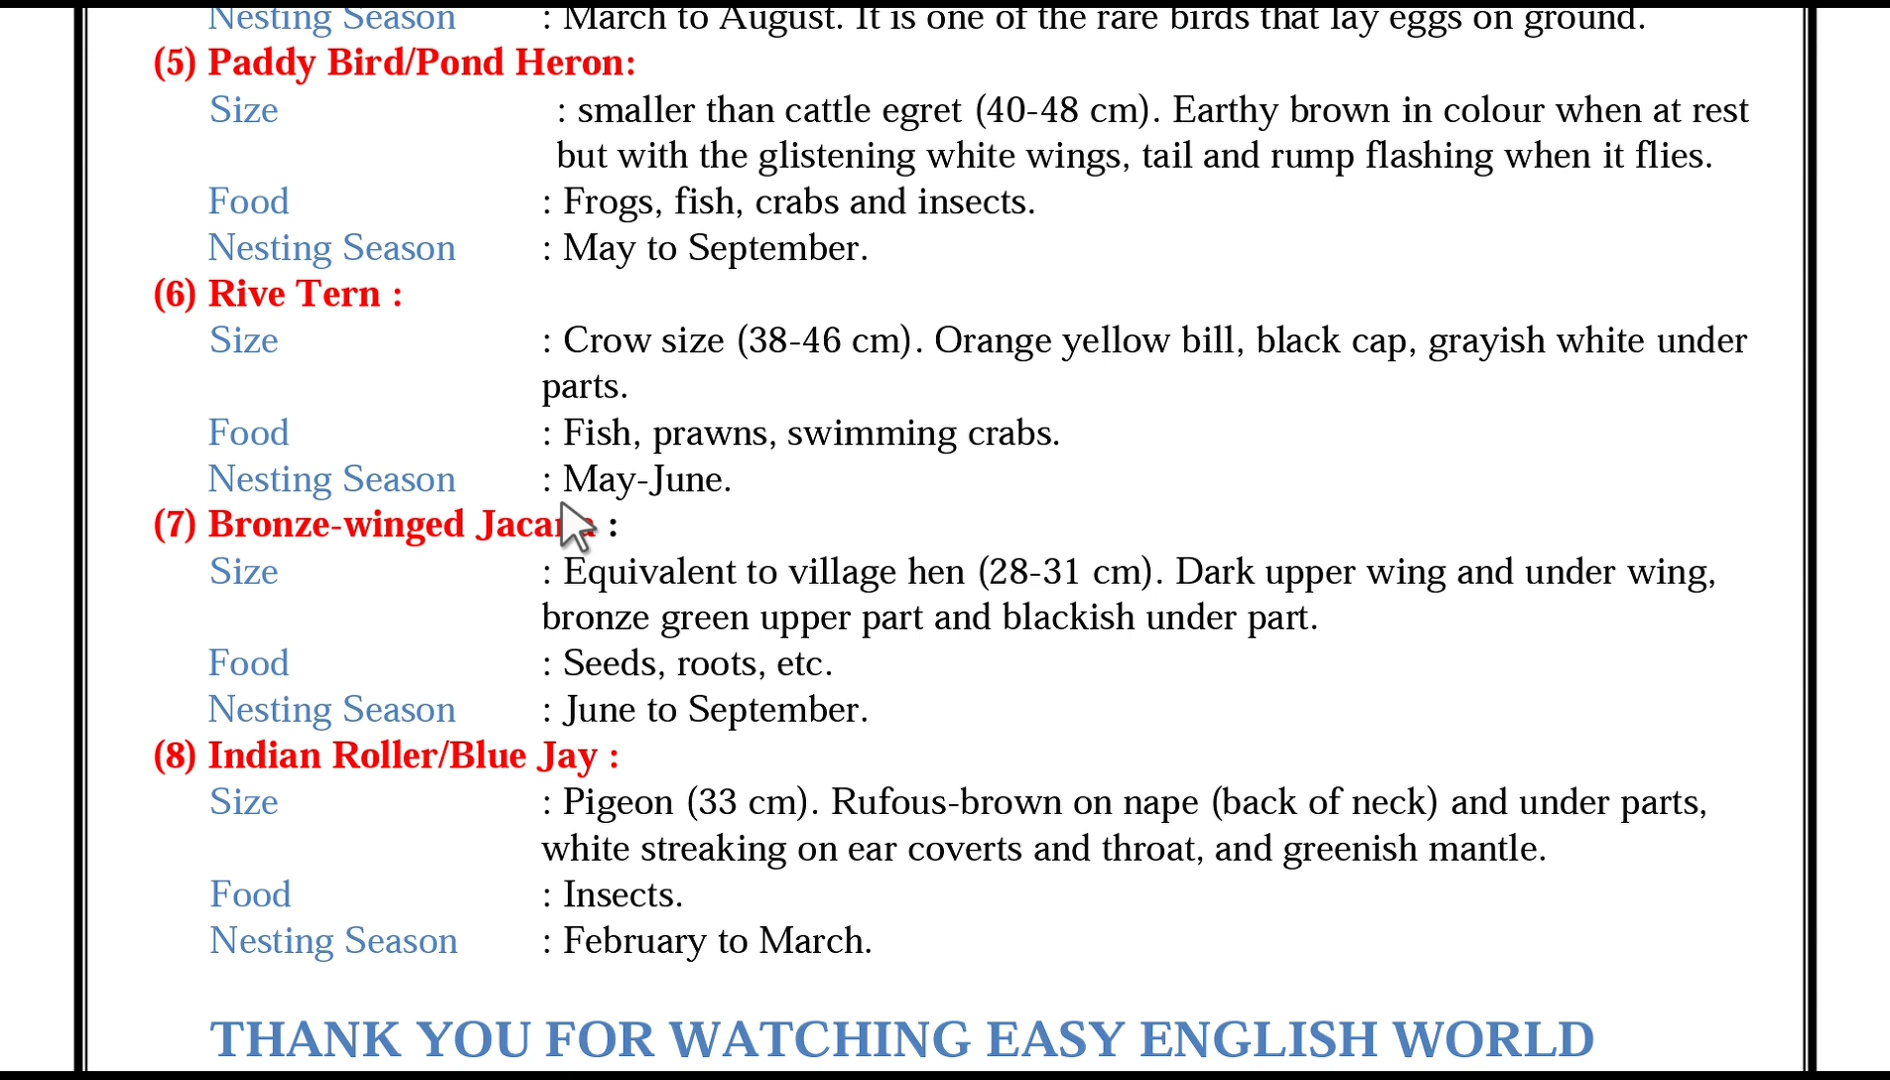 Nesting Season : March to August. It is one of the rare birds that lay eggs on ground.
(5) Paddy Bird/Pond Heron:
Size : smaller than cattle egret (40-48 cm). Earthy brown in colour when at rest
but with the glistening white wings, tail and rump flashing when it flies.
Food : Frogs, fish, crabs and insects.
Nesting Season : May to September.
(6) Rive Tern :
Size : Crow size (38-46 cm). Orange yellow bill, black cap, grayish white under
parts.
Food : Fish, prawns, swimming crabs.
Nesting Season : May-June.
(7) Bronze-winged :
Size : Equivalent to village hen (28-31 cm). Dark upper wing and under wing,
bronze green upper part and blackish under part.
Food : Seeds, roots, etc.
Nesting Season : June to September.
(8) Indian Roller/Blue Jay :
Size : Pigeon (33 cm). Rufous-brown on nape (back of neck) and under parts,
white streaking on ear coverts and throat, and greenish mantle.
Food : Insects.
Nesting Season : February to March.
THANK YOU FOR WATCHING EASY ENGLISH WORLD